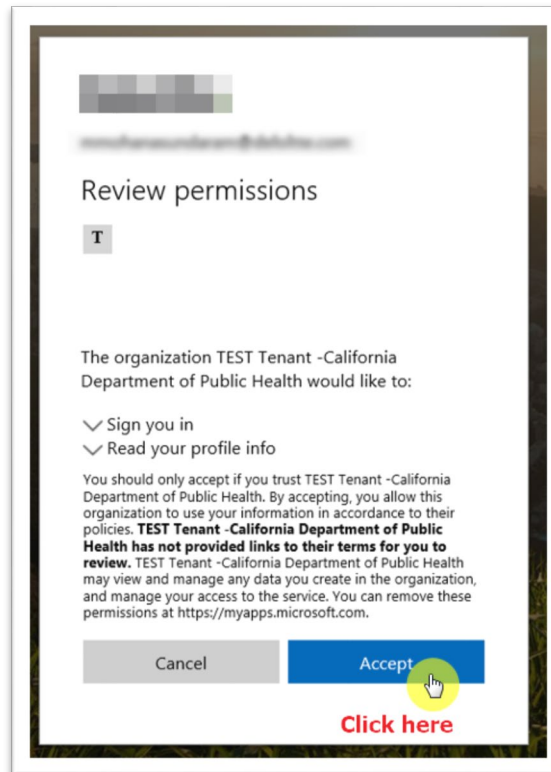 Review permissions
T
The organization TEST Tenant -California
Department of Public Health would like to:
Sign you in
Read your profile info
You should only accept if you trust TEST Tenant -California
Department of Public Health. By accepting, you allow this
organization to use your information in accordance to their
policies. TEST Tenant -California Department of Public
Health has not provided links to their terms for you to
review. TEST Tenant -California Department of Public Health
may view and manage any data you create in the organization,
and manage your access to the service. You can remove these
permissions at https://myapps.microsoft.com.
Cancel
Accept
Click here